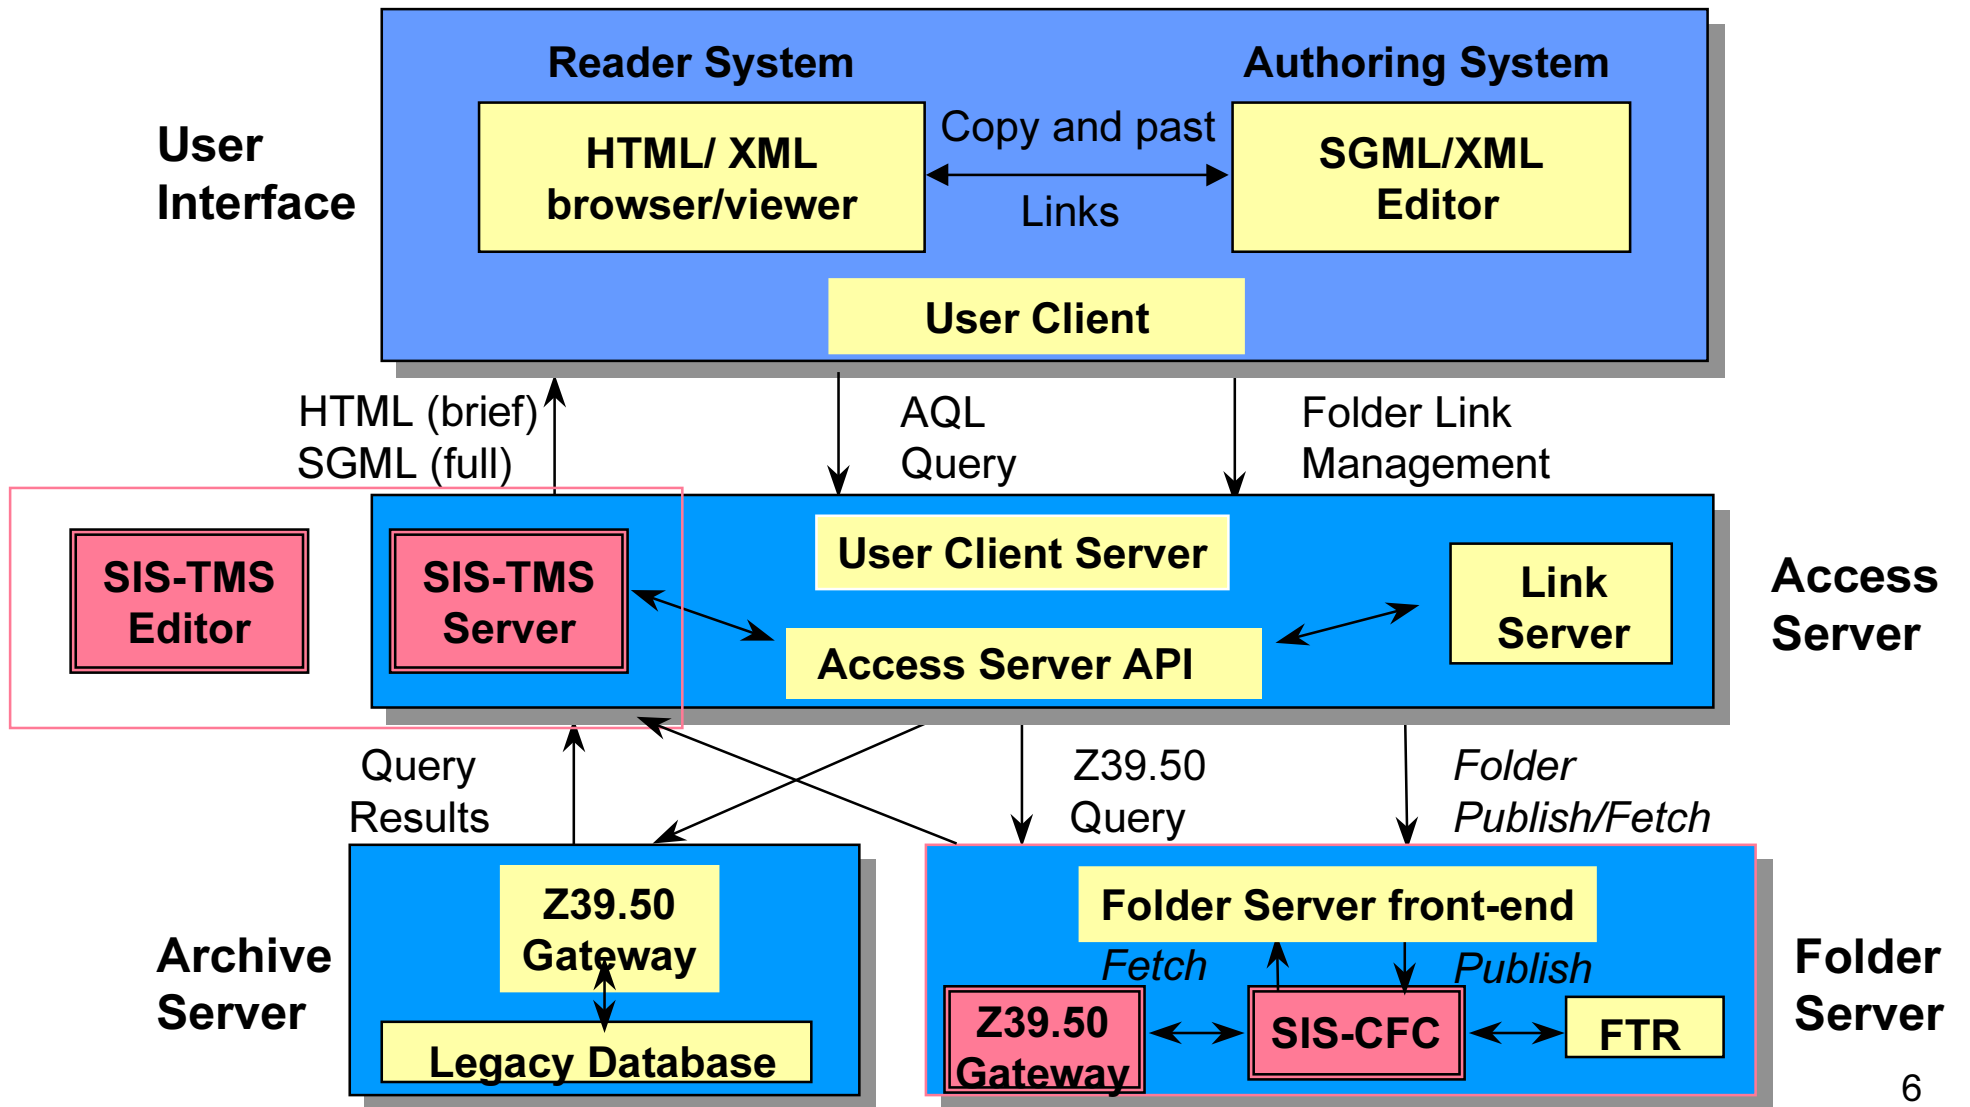 Reader System
Authoring System
User
Interface
HTML/ XML
browser/viewer
Copy and past
Links
SGML/XML
Editor
User Client
HTML (brief)
SGML (full)
AQL
Query
Folder Link
Management
SIS-TMS
Editor
SIS-TMS
Server
User Client Server
Access Server API
Link
Server
Access
Server
Query
Results
Z39.50
Query
Folder
Publish/Fetch
Archive
Server
Z39.50
Gateway
Legacy Database
Folder Server front-end
Fetch
Publish
Z39.50
Gateway
SIS-CFC
FTR
Folder
Server
6